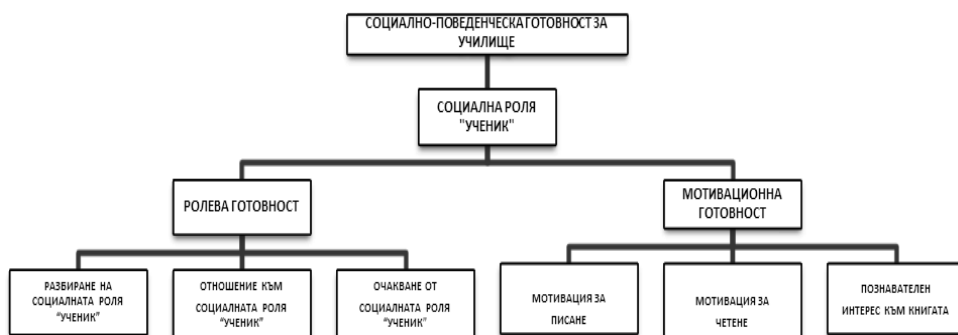 СОЦИАЛНО-ПОВЕДЕНЧЕСКА ГОТОВНОСТ ЗА
УЧИЛИЩЕ
СОЦИАЛНА РОЛЯ
"УЧЕНИК"
РОЛЕВА ГОТОВНОСТ
МОТИВАЦИОННА
ГОТОВНОСТ
РАЗБИРАНЕ НА
СОЦИАЛНАТА РОЛЯ
“УЧЕНИК”
ОТНОШЕНИЕ КЪМ
СОЦИАЛНАТА РОЛЯ
“УЧЕНИК”
ОЧАКВАНЕ ОТ
СОЦИАЛНАТА РОЛЯ
“УЧЕНИК”
МОТИВАЦИЯ ЗА
ПИСАНЕ
МОТИВАЦИЯ ЗА
ЧЕТЕНЕ
ПОЗНАВАТЕЛЕН
ИНТЕРЕС КЪМ КНИГАТА